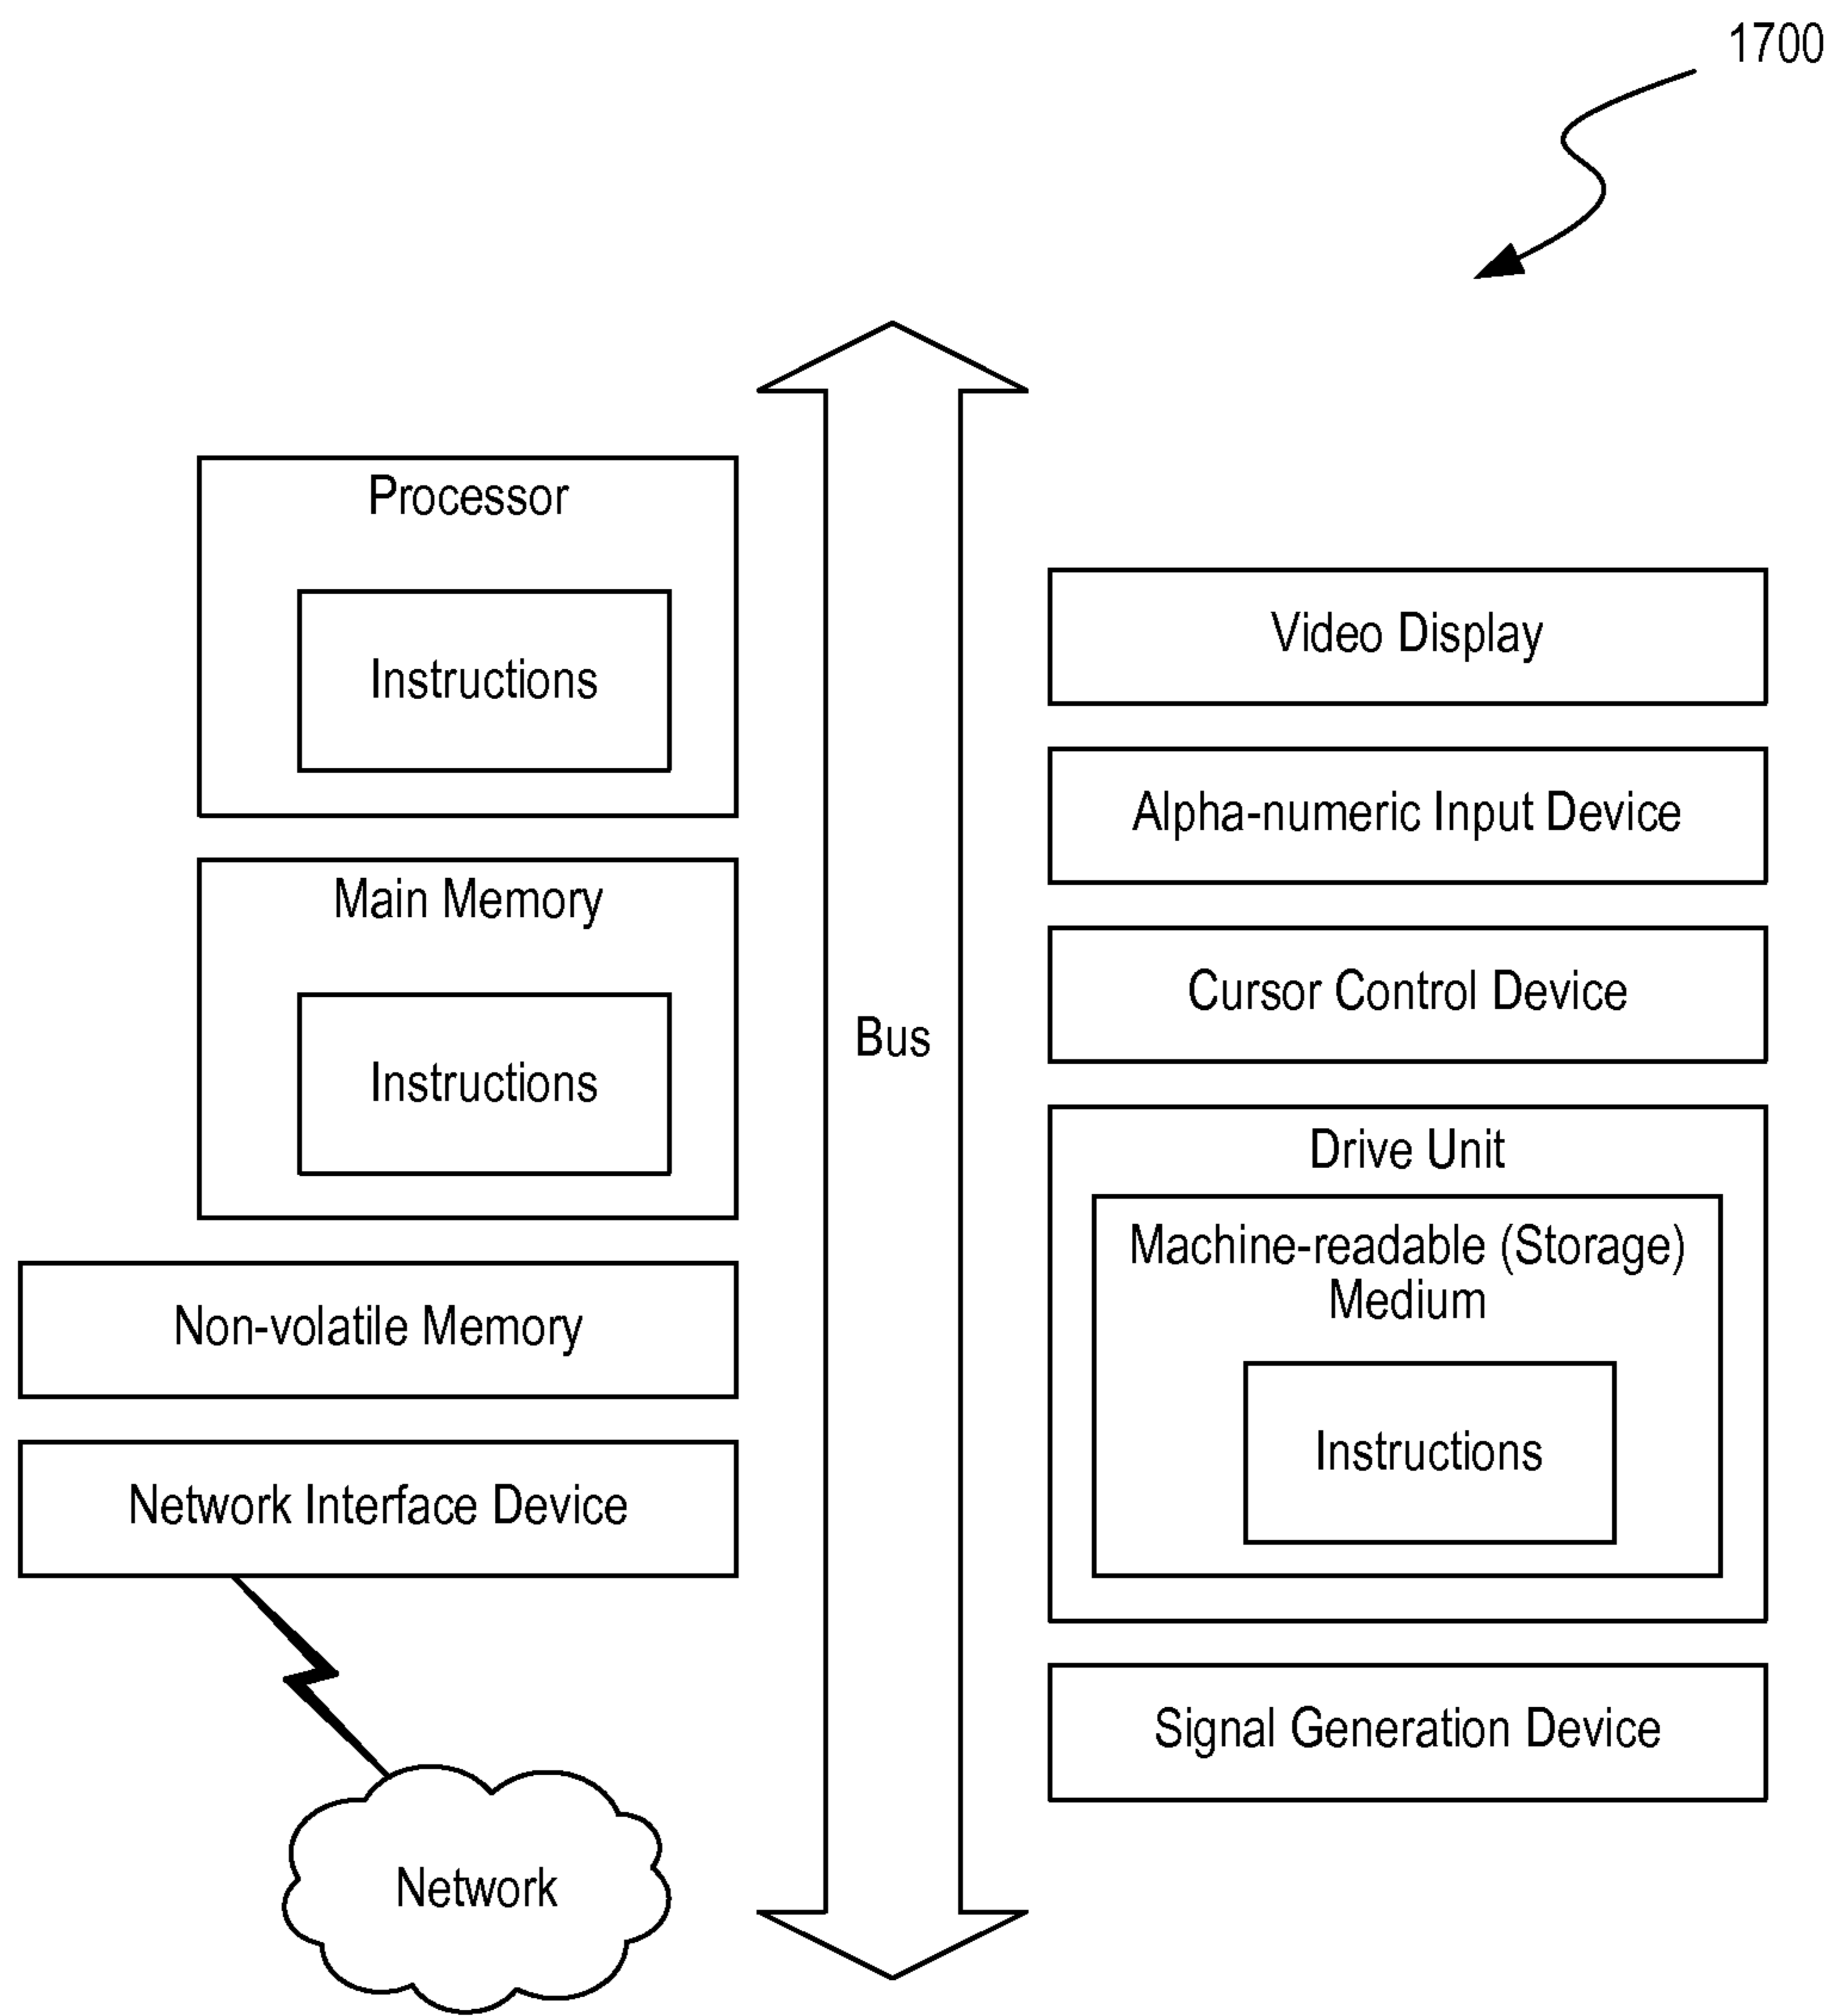 1700
Processor
Instructions
Main Memory
Instructions
Non-volatile Memory
Network Interface Device
Network
Bus
Video Display
Alpha-numeric Input Device
Cursor Control Device
Drive Unit
Machine-readable (Storage)
Medium
Instructions
Signal Generation Device